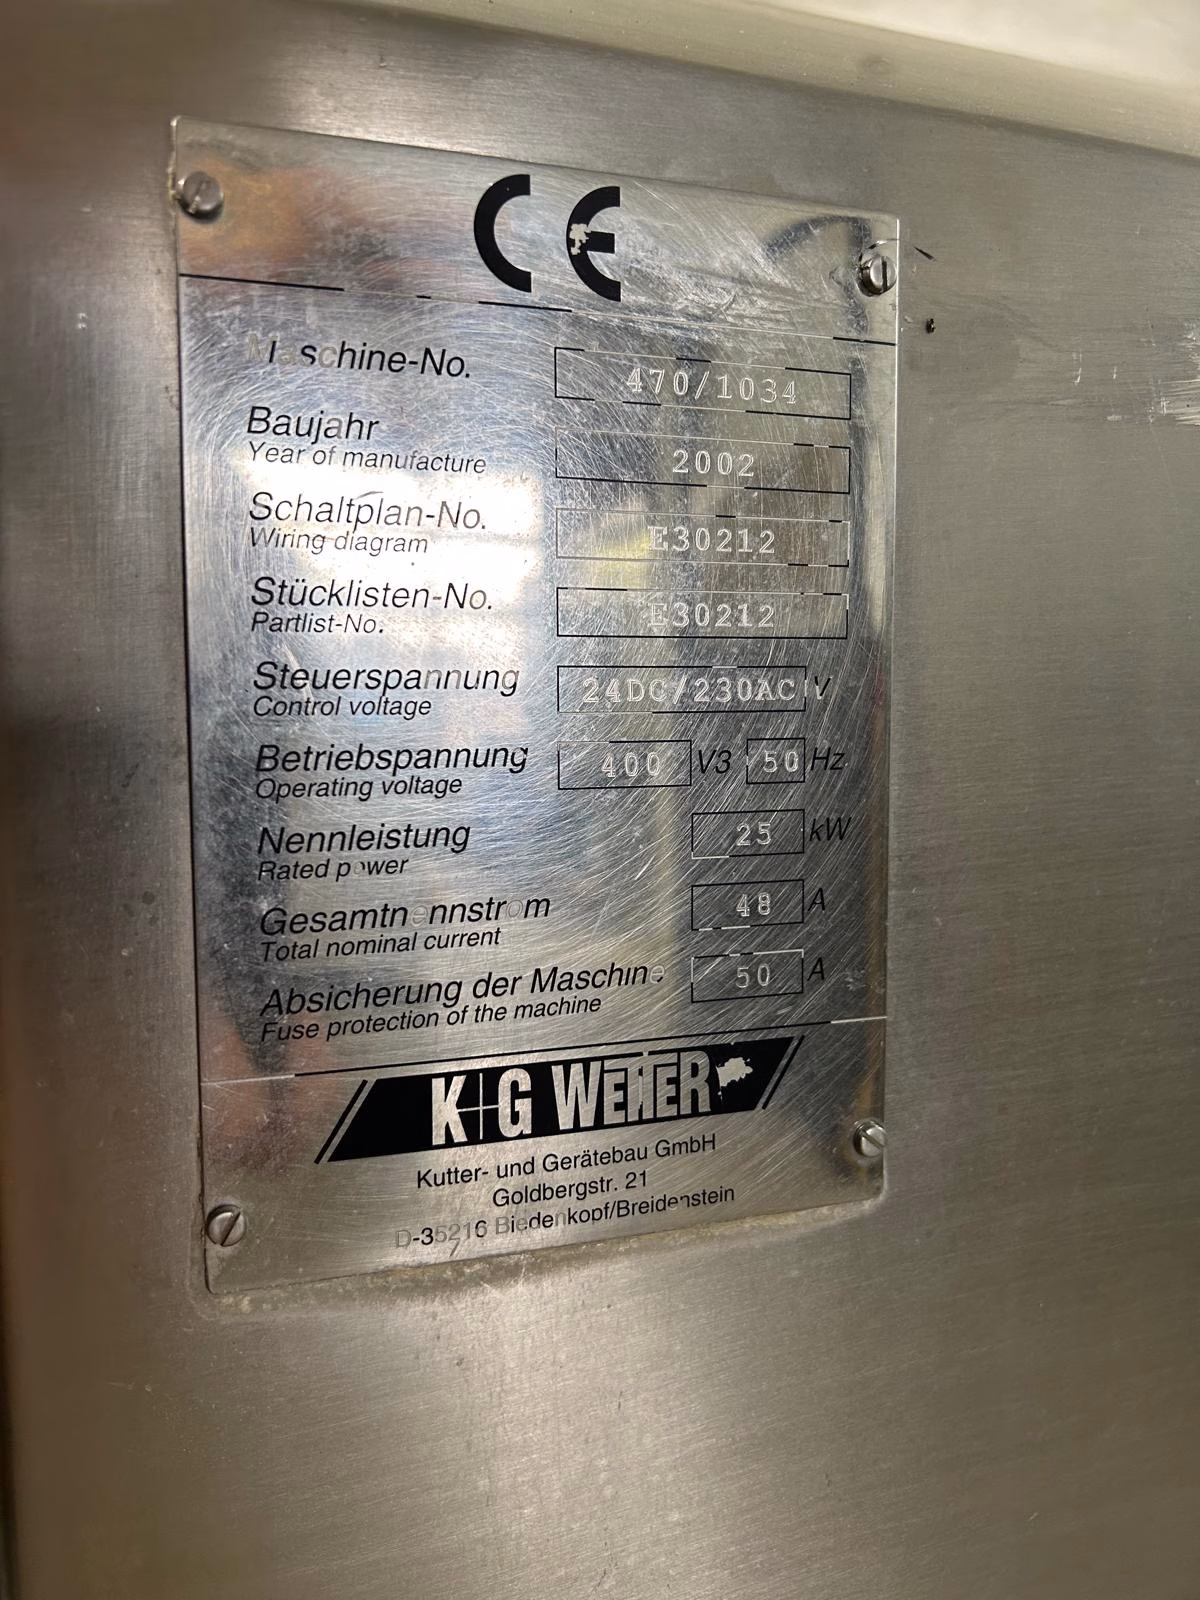 CE
Maschine-No. 470/1034
Baujahr
Year of manufacture 2002
Schaltplan-No.
Wiring diagram E30212
Stücklisten-No.
Partlist-No. E30212
Steuerspannung
Control voltage 24DC/230AC V
Betriebspannung
Operating voltage 400 V3 50 Hz
Nennleistung
Rated power 25 kW
Gesamtnennstrom
Total nominal current 48 A
Absicherung der Maschine
Fuse protection of the machine 50 A
K+G WETTER
Kutter- und Gerätebau GmbH
Goldbergstr. 21
D-35216 Biedenkopf/Breidenstein